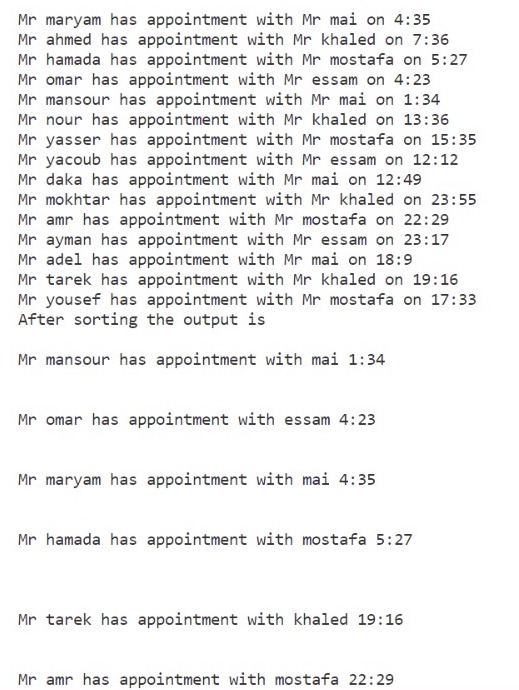 Mr maryam has appointment with Mr mai on 4:35
Mr ahmed has appointment with Mr khaled on 7:36
Mr hamada has appointment with Mr mostafa on 5:27
Mr omar has appointment with Mr essam on 4:23
Mr mansour has appointment with Mr mai on 1:34
Mr nour has appointment with Mr khaled on 13:36
Mr yasser has appointment with Mr mostafa on 15:35
Mr yacoub has appointment with Mr essam on 12:12
Mr daka has appointment with Mr mai on 12:49
Mr mokhtar has appointment with Mr khaled on 23:55
Mr amr has appointment with Mr mostafa on 22:29
Mr ayman has appointment with Mr essam on 23:17
Mr adel has appointment with Mr mai on 18:9
Mr tarek has appointment with Mr khaled on 19:16
Mr yousef has appointment with Mr mostafa on 17:33
After sorting the output is
Mr mansour has appointment with mai 1:34
Mr omar has appointment with essam 4:23
Mr maryam has appointment with mai 4:35
Mr hamada has appointment with mostafa 5:27
Mr tarek has appointment with khaled 19:16
Mr amr has appointment with mostafa 22:29